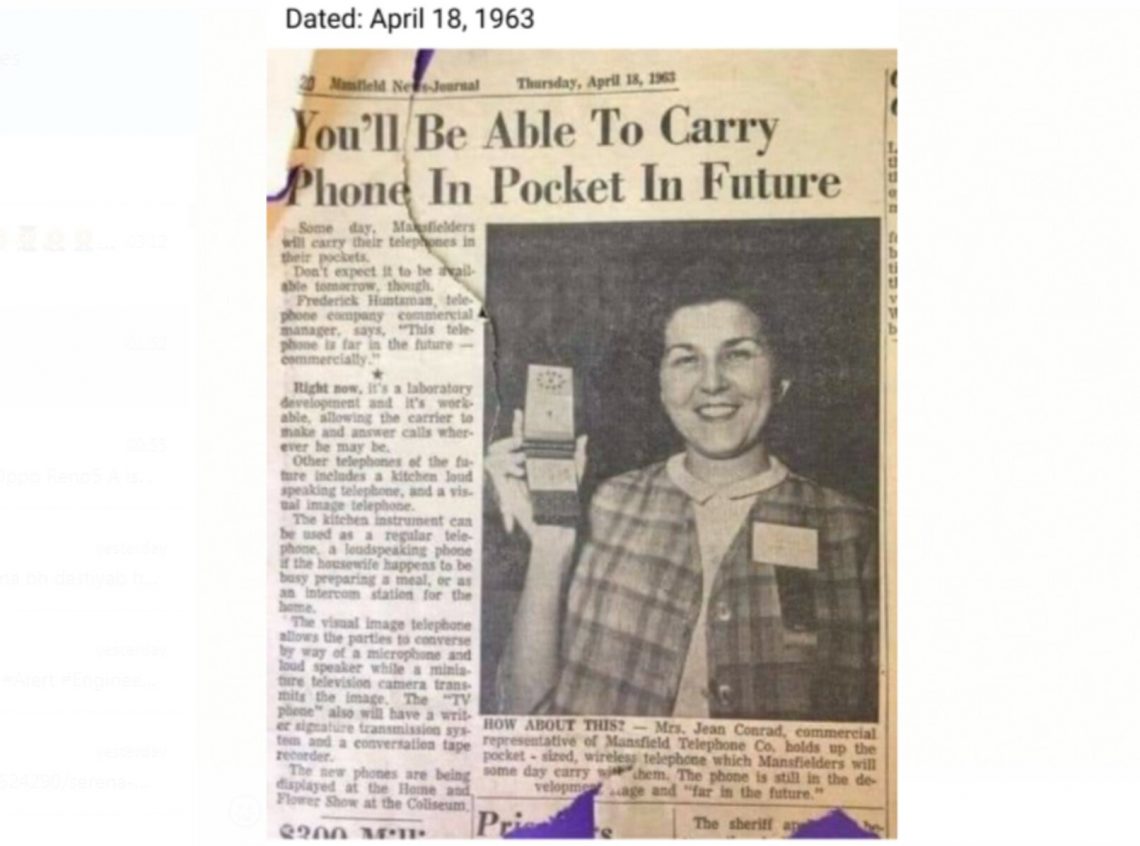 Dated: April 18, 1963
20 Mansfield News-Journal Thursday, April 18, 1963
You'll Be Able To Carry
Phone In Pocket In Future
Some day, Mansfielders
will carry their telephones in
their pockets.
Don't expect it to be avail-
able tomorrow, though.
Frederick Huntsman, tele-
phone company commercial
manager, says, "This tele-
phone is far in the future —
commercially."
Right now, it's a laboratory
development and it's work-
able, allowing the carrier to
make and answer calls wher-
ever he may be.
Other telephones of the fu-
ture includes a kitchen loud
speaking telephone, and a vis-
ual image telephone.
The kitchen instrument can
be used as a regular tele-
phone, a loudspeaking phone
if the housewife happens to be
busy preparing a meal, or as
an intercom station for the
home.
The visual image telephone
allows the parties to converse
by way of a microphone and
loud speaker while a minia-
ture television camera trans-
mits the image. The "TV
phone" also will have a writ-
er signature transmission sys-
tem and a conversation tape
recorder.
The new phones are being
displayed at the Home and
Flower Show at the Coliseum.
HOW ABOUT THIS? — Mrs. Jean Conrad, commercial
representative of Mansfield Telephone Co. holds up the
pocket - sized, wireless telephone which Mansfielders will
some day carry with them. The phone is still in the de-
velopment stage and "far in the future."
$200
The sheriff
Oppo Reno5 A is...
yesterday
yesterday
#Alert #Enginee...
yesterday
524290/serena-...